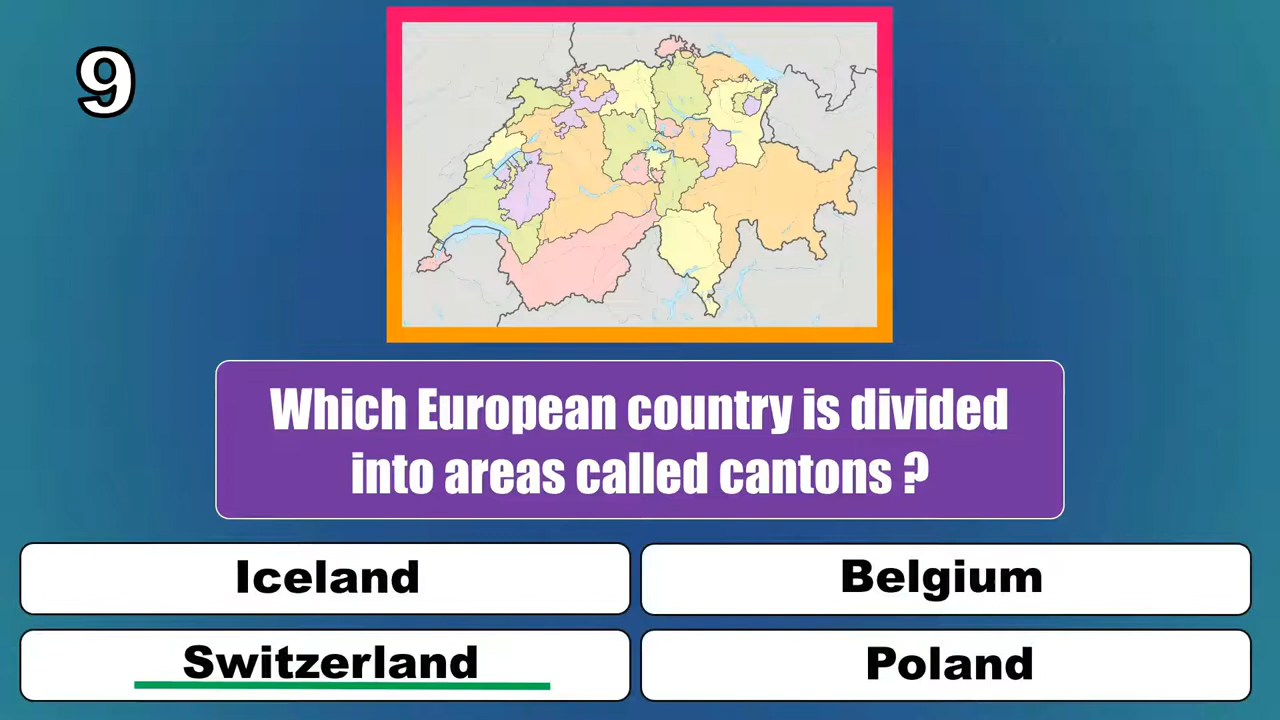 9
Which European country is divided
into areas called cantons ?
Iceland
Belgium
Switzerland
Poland